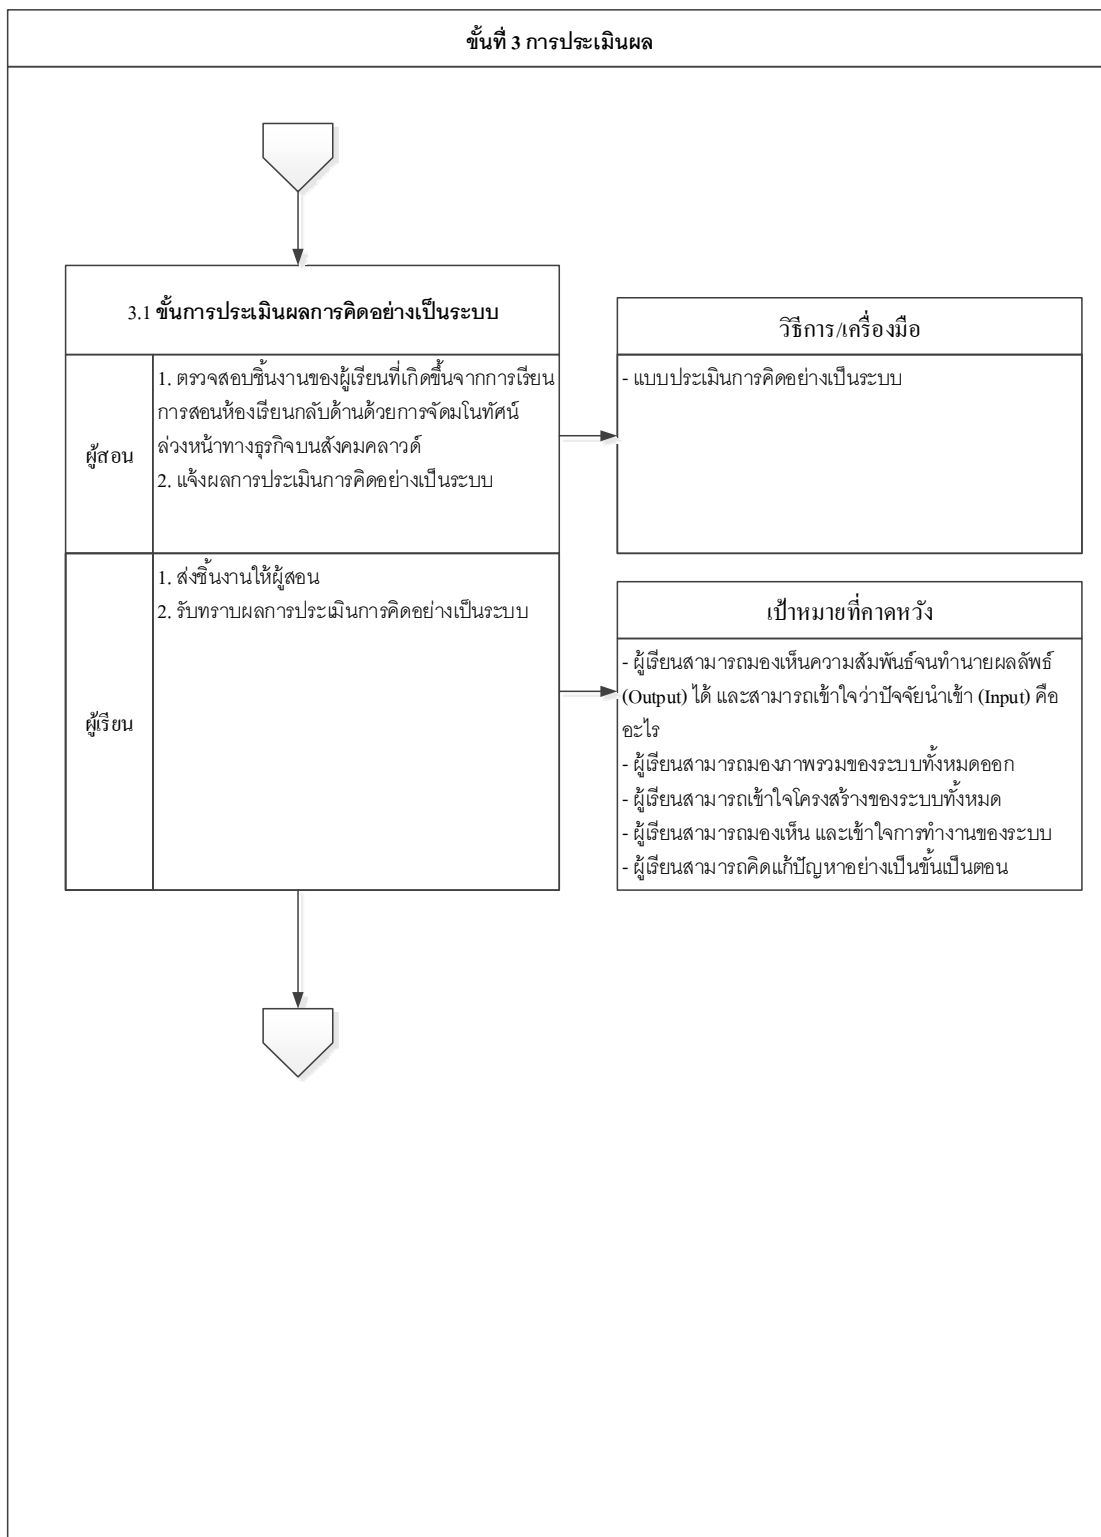 ขั้นที่ 3 การประเมินผล
3.1 ขั้นการประเมินผลการคิดอย่างเป็นระบบ
ผู้สอน
1. ตรวจสอบชิ้นงานของผู้เรียนที่เกิดขึ้นจากการเรียน
การสอนห้องเรียนกลับด้านด้วยการจัดมโนทัศน์
ล่วงหน้าทางธุรกิจบนสังคมคลาวด์
2. แจ้งผลการประเมินการคิดอย่างเป็นระบบ
ผู้เรียน
1. ส่งชิ้นงานให้ผู้สอน
2. รับทราบผลการประเมินการคิดอย่างเป็นระบบ
วิธีการ/เครื่องมือ
- แบบประเมินการคิดอย่างเป็นระบบ
เป้าหมายที่คาดหวัง
- ผู้เรียนสามารถมองเห็นความสัมพันธ์จนทำนายผลลัพธ์
(Output) ได้ และสามารถเข้าใจว่าปัจจัยนำเข้า (Input) คือ
อะไร
- ผู้เรียนสามารถมองภาพรวมของระบบทั้งหมดออก
- ผู้เรียนสามารถเข้าใจโครงสร้างของระบบทั้งหมด
- ผู้เรียนสามารถมองเห็น และเข้าใจการทำงานของระบบ
- ผู้เรียนสามารถคิดแก้ปัญหาอย่างเป็นขั้นเป็นตอน